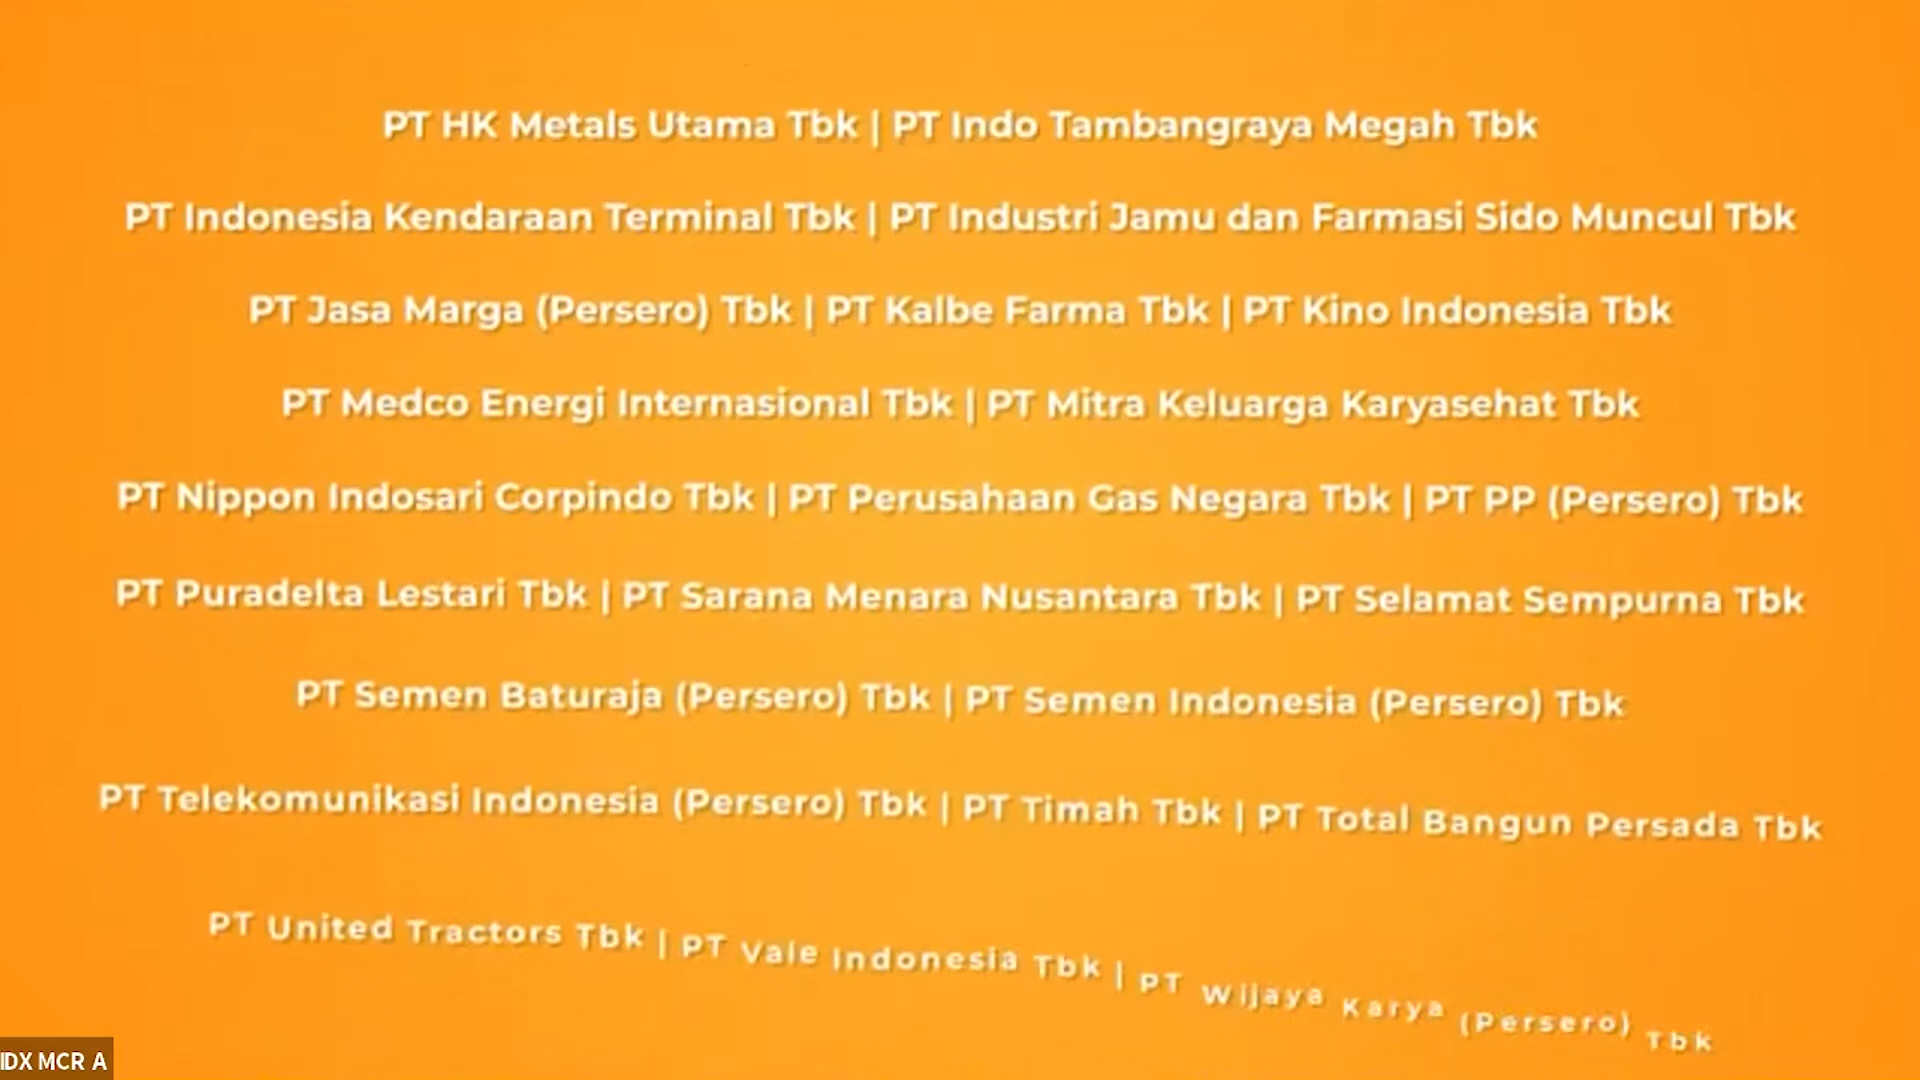 PT HK Metals Utama Tbk | PT Indo Tambangraya Megah Tbk
PT Indonesia Kendaraan Terminal Tbk | PT Industri Jamu dan Farmasi Sido Muncul Tbk
PT Jasa Marga (Persero) Tbk | PT Kalbe Farma Tbk | PT Kino Indonesia Tbk
PT Medco Energi Internasional Tbk | PT Mitra Keluarga Karyasehat Tbk
PT Nippon Indosari Corpindo Tbk | PT Perusahaan Gas Negara Tbk | PT PP (Persero) Tbk
PT Puradelta Lestari Tbk | PT Sarana Menara Nusantara Tbk | PT Selamat Sempurna Tbk
PT Semen Baturaja (Persero) Tbk | PT Semen Indonesia (Persero) Tbk
PT Telekomunikasi Indonesia (Persero) Tbk | PT Timah Tbk | PT Total Bangun Persada Tbk
PT United Tractors Tbk | PT Vale Indonesia Tbk | PT Wijaya Karya (Persero) Tbk
IDX MCR A